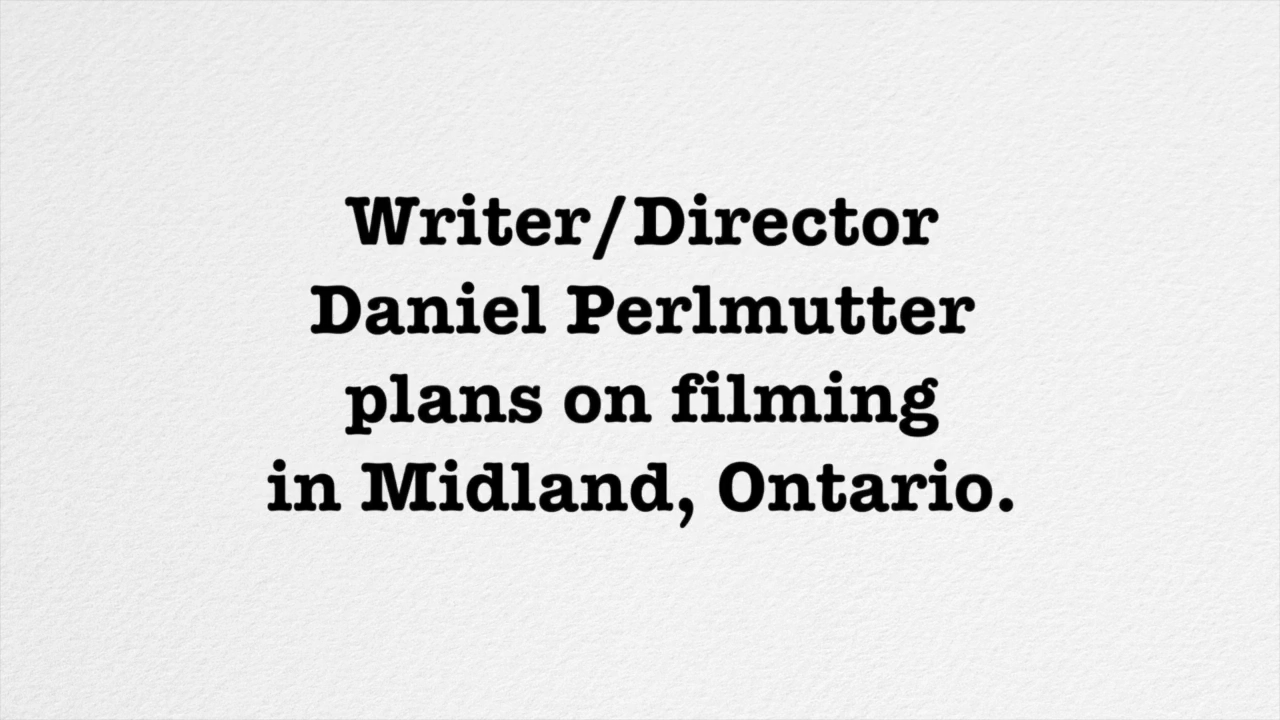 Writer/Director
Daniel Perlmutter
plans on filming
in Midland, Ontario.